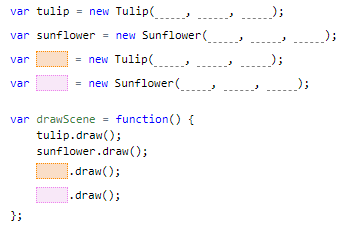 var tulip = new Tulip(_____, _____, _____);
var sunflower = new Sunflower(_____, _____, _____);
var = new Tulip(_____, _____, _____);
var = new Sunflower(_____, _____, _____);
var drawScene = function() {
tulip.draw();
sunflower.draw();
.draw();
.draw();
};